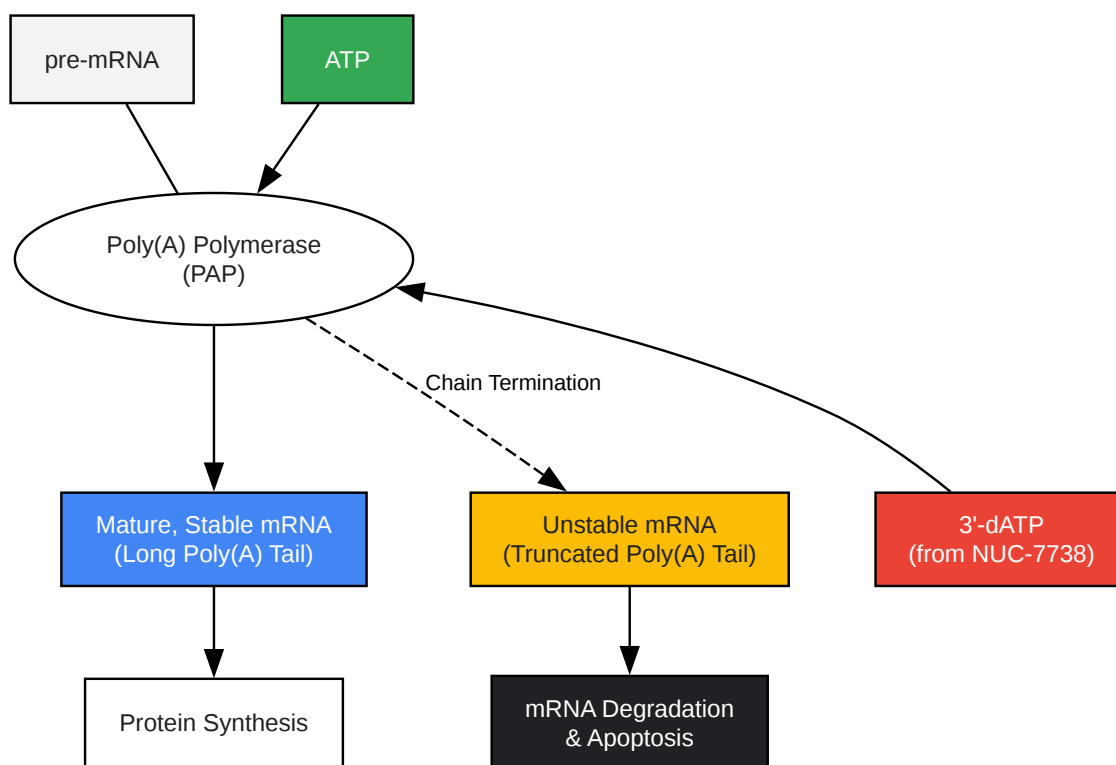 pre-mRNA
ATP
Poly(A) Polymerase
(PAP)
Chain Termination
Mature, Stable mRNA
(Long Poly(A) Tail)
Unstable mRNA
(Truncated Poly(A) Tail)
3'-dATP
(from NUC-7738)
Protein Synthesis
mRNA Degradation
& Apoptosis